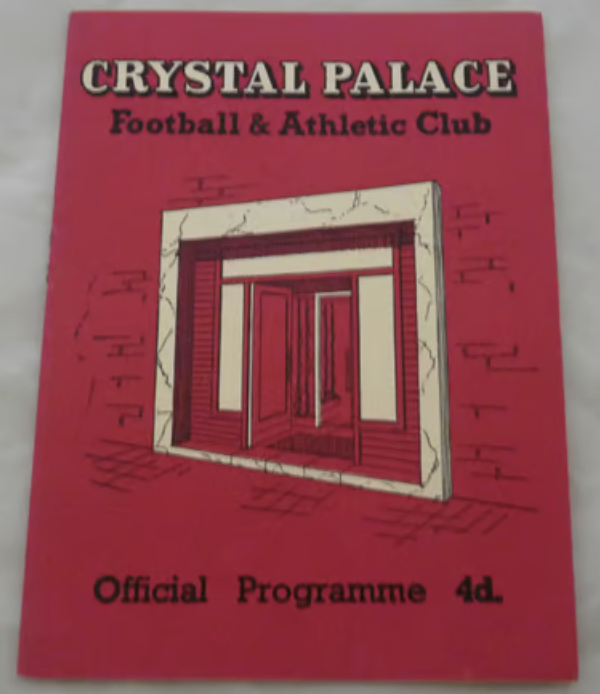 CRYSTAL PALACE
Football & Athletic Club
Official Programme 4d.